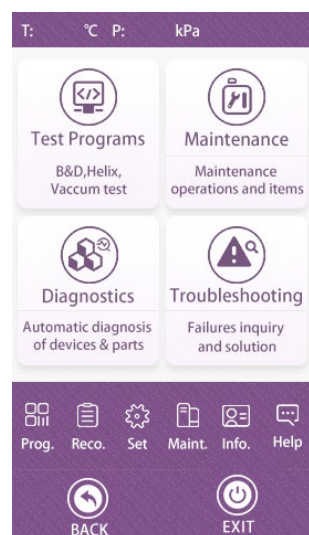 T: ℃ P: kPa
Test Programs
B&D,Helix,
Vaccum test
Maintenance
Maintenance
operations and items
Diagnostics
Automatic diagnosis
of devices & parts
Troubleshooting
Failures inquiry
and solution
Prog. Reco. Set Maint. Info. Help
BACK EXIT